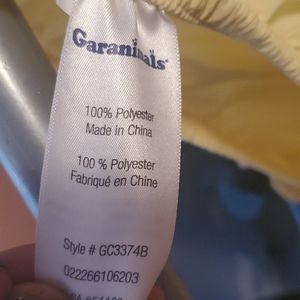 Garanimals
100% Polyester
Made in China
100 % Polyester
Fabriqué en Chine
Style # GC3374B
022266106203